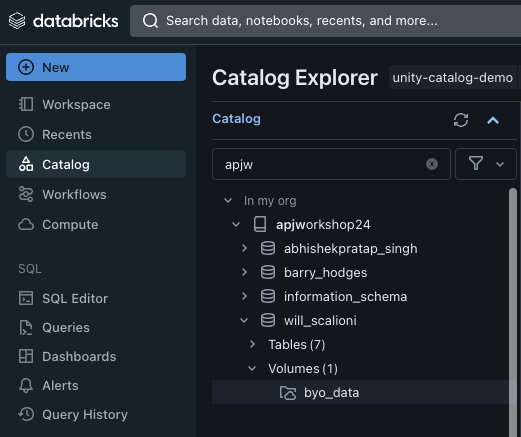 databricks
Search data, notebooks, recents, and more...
New
Workspace
Recents
Catalog
Workflows
Compute
SQL
SQL Editor
Queries
Dashboards
Alerts
Query History
Catalog Explorer
unity-catalog-demo
Catalog
apjw
In my org
apjworkshop24
abhishekpratap_singh
barry_hodges
information_schema
will_scalioni
Tables (7)
Volumes (1)
byo_data